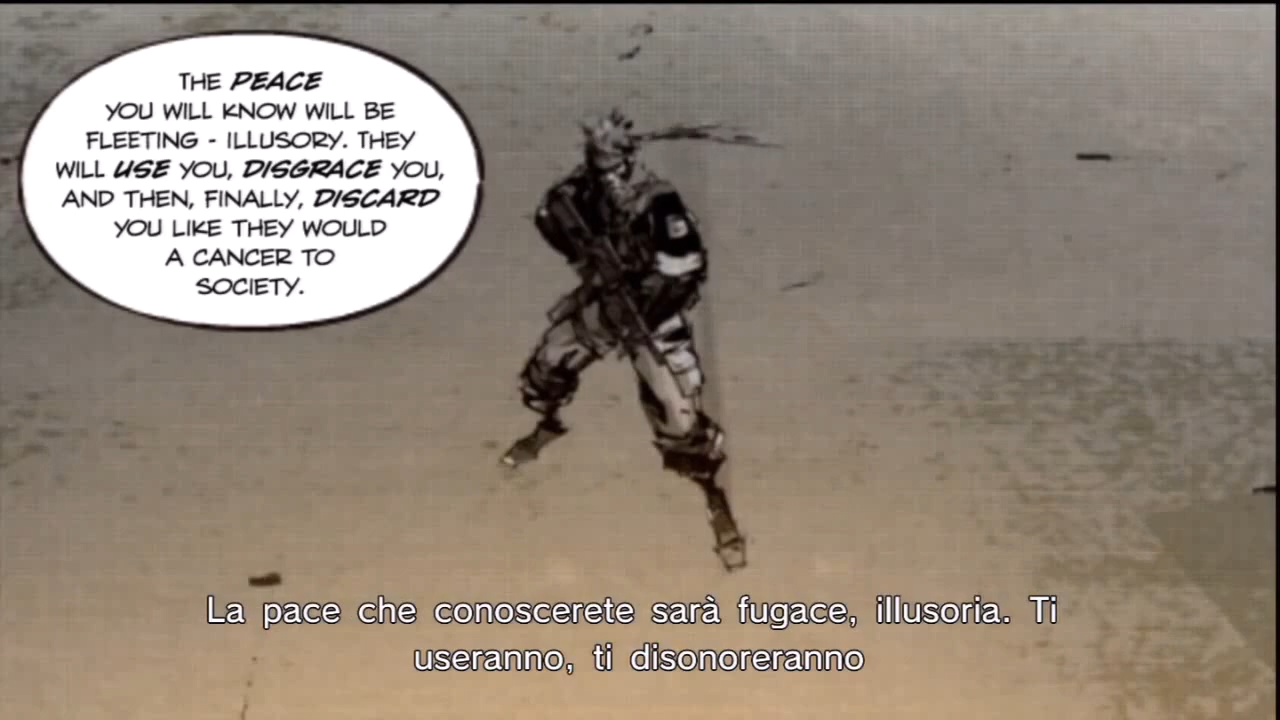 THE PEACE
YOU WILL KNOW WILL BE
FLEETING - ILLUSORY. THEY
WILL USE YOU, DISGRACE YOU,
AND THEN, FINALLY, DISCARD
YOU LIKE THEY WOULD
A CANCER TO
SOCIETY.
La pace che conoscerete sarà fugace, illusoria. Ti
useranno, ti disonoreranno